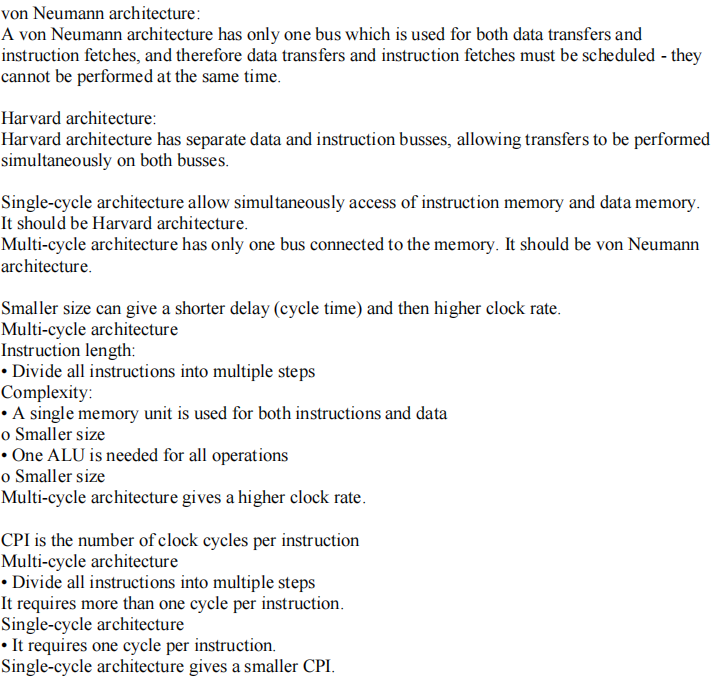 von Neumann architecture:
A von Neumann architecture has only one bus which is used for both data transfers and
instruction fetches, and therefore data transfers and instruction fetches must be scheduled - they
cannot be performed at the same time.
Harvard architecture:
Harvard architecture has separate data and instruction busses, allowing transfers to be performed
simultaneously on both busses.
Single-cycle architecture allow simultaneously access of instruction memory and data memory.
It should be Harvard architecture.
Multi-cycle architecture has only one bus connected to the memory. It should be von Neumann
architecture.
Smaller size can give a shorter delay (cycle time) and then higher clock rate.
Multi-cycle architecture
Instruction length:
• Divide all instructions into multiple steps
Complexity:
• A single memory unit is used for both instructions and data
o Smaller size
• One ALU is needed for all operations
o Smaller size
Multi-cycle architecture gives a higher clock rate.
CPI is the number of clock cycles per instruction
Multi-cycle architecture
• Divide all instructions into multiple steps
It requires more than one cycle per instruction.
Single-cycle architecture
• It requires one cycle per instruction.
Single-cycle architecture gives a smaller CPI.